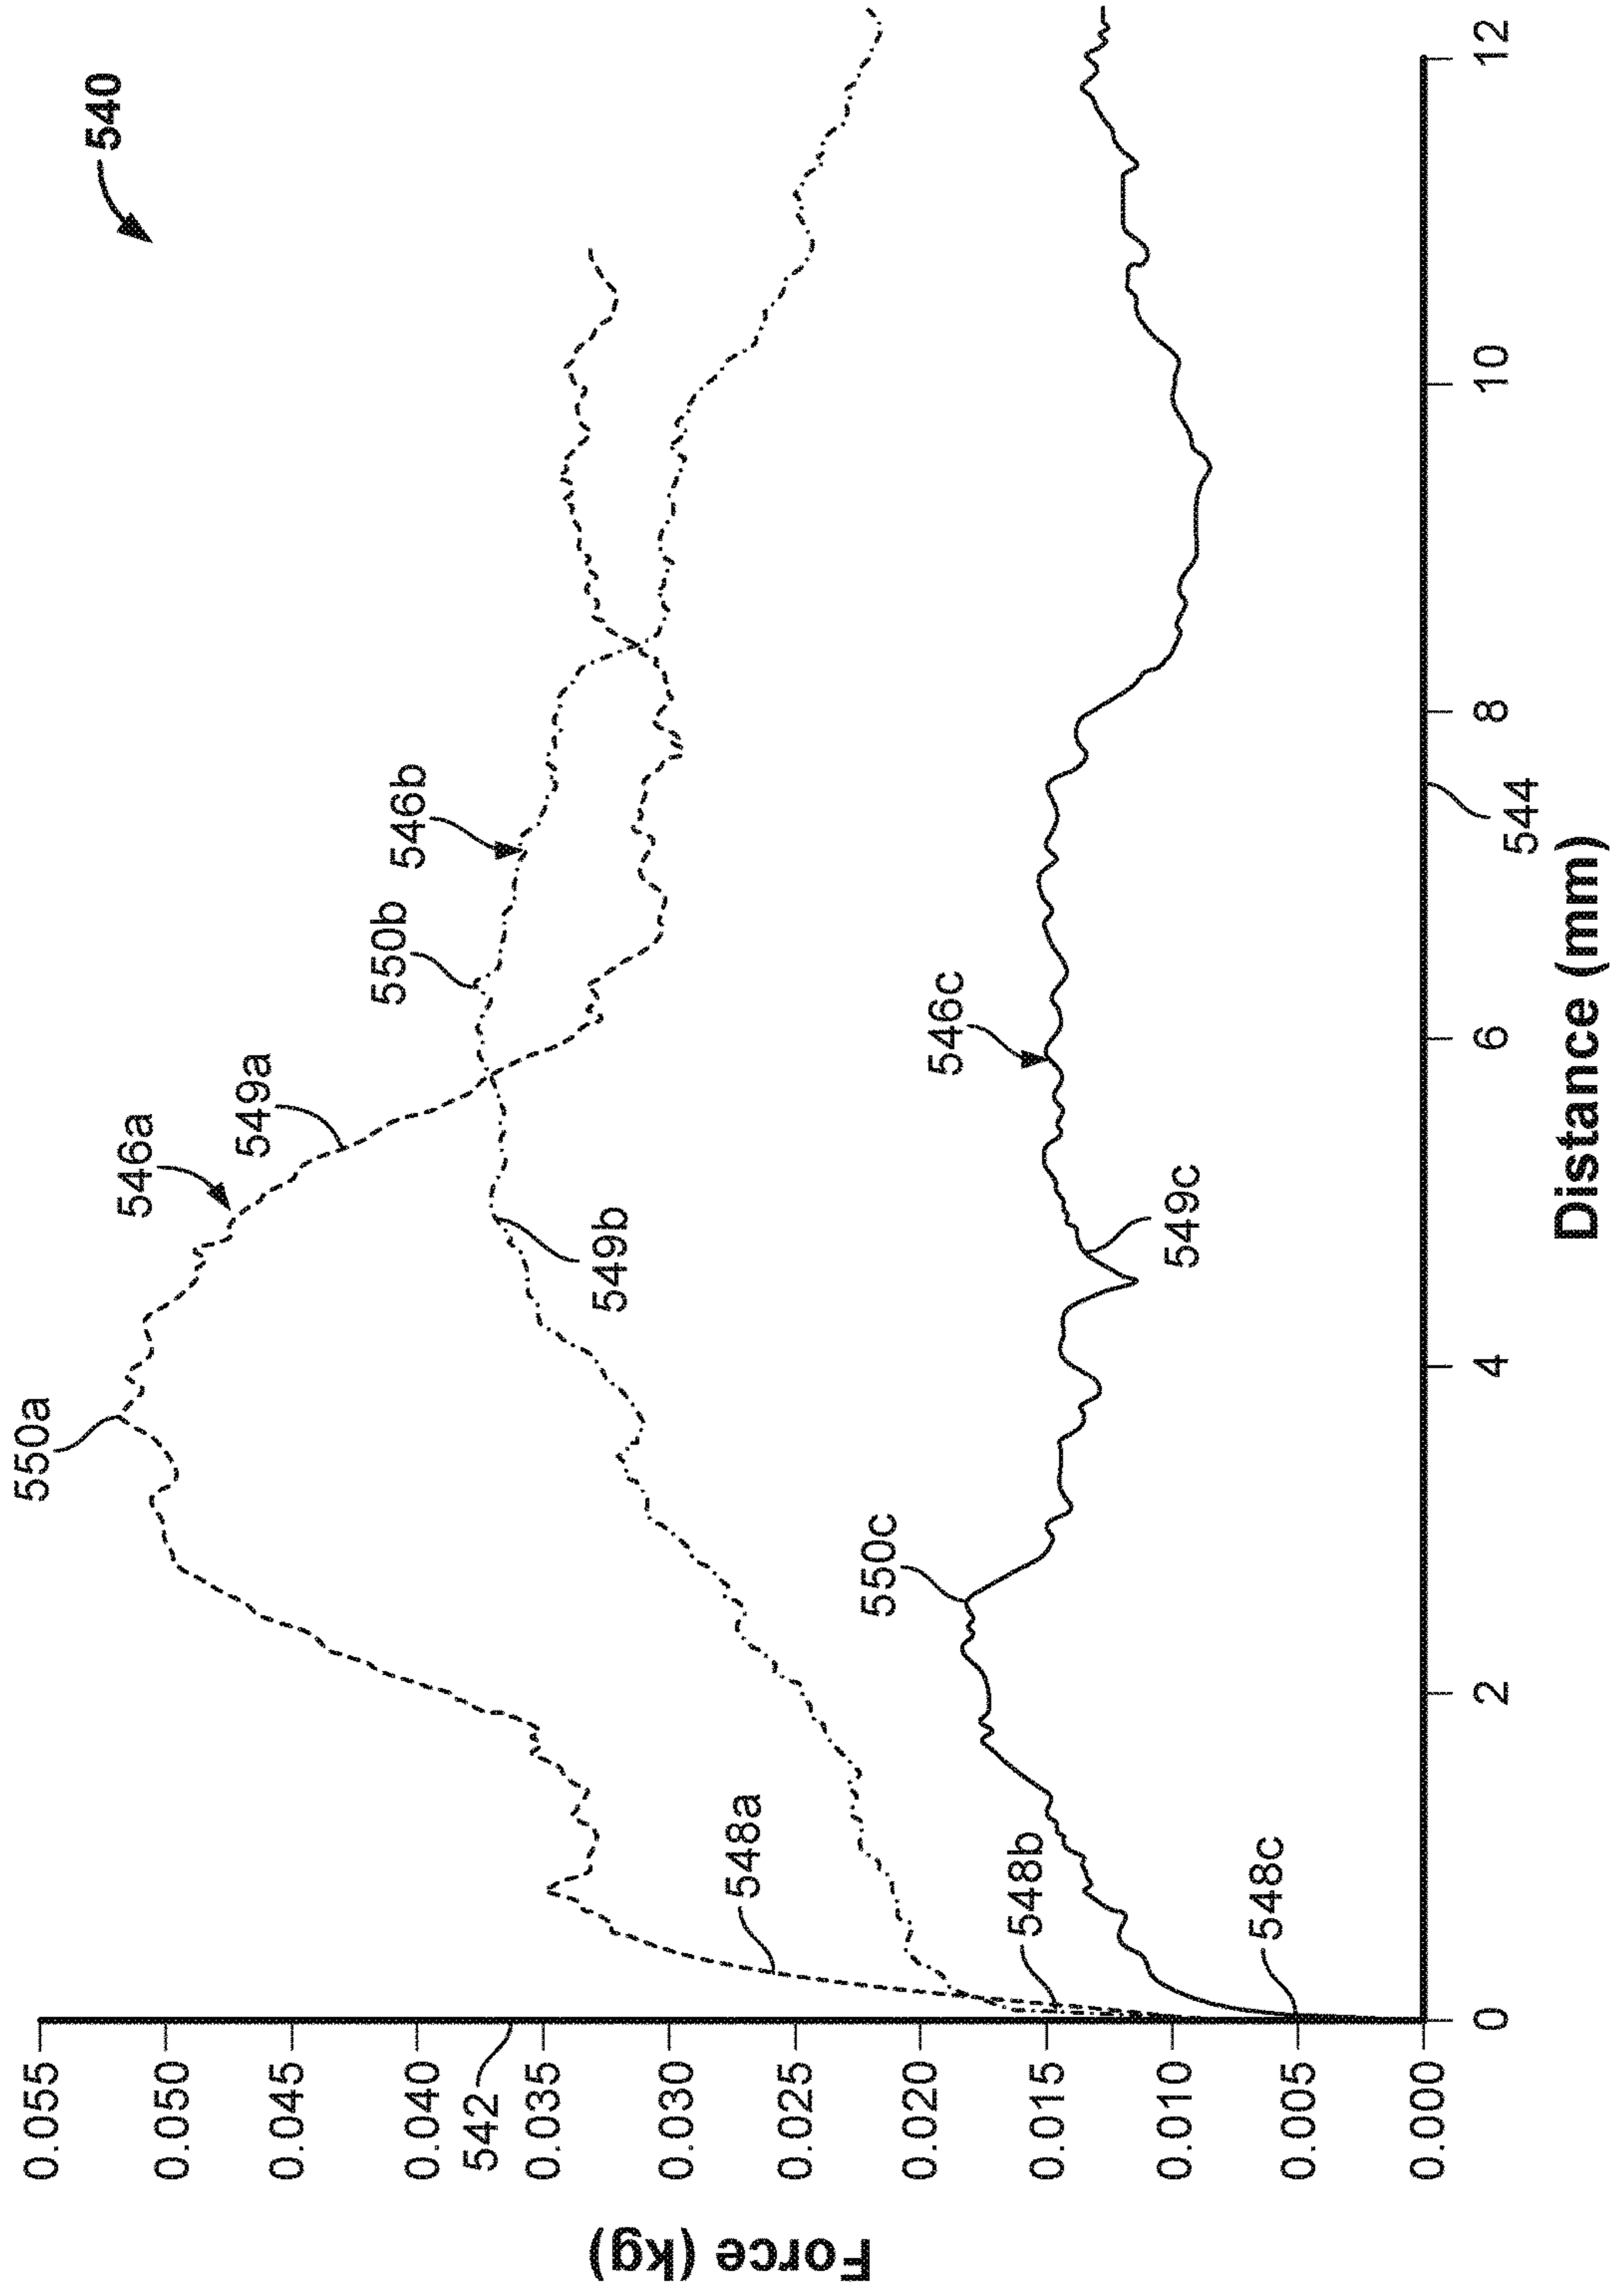 540
550a
546a
549a
550b
546b
549b
548a
550c
546c
548b
549c
548c
0.055
0.050
0.045
0.040
542
0.035
0.030
0.025
0.020
0.015
0.010
0.005
0.000
Force (kg)
0
2
4
6
8
10
12
544
Distance (mm)